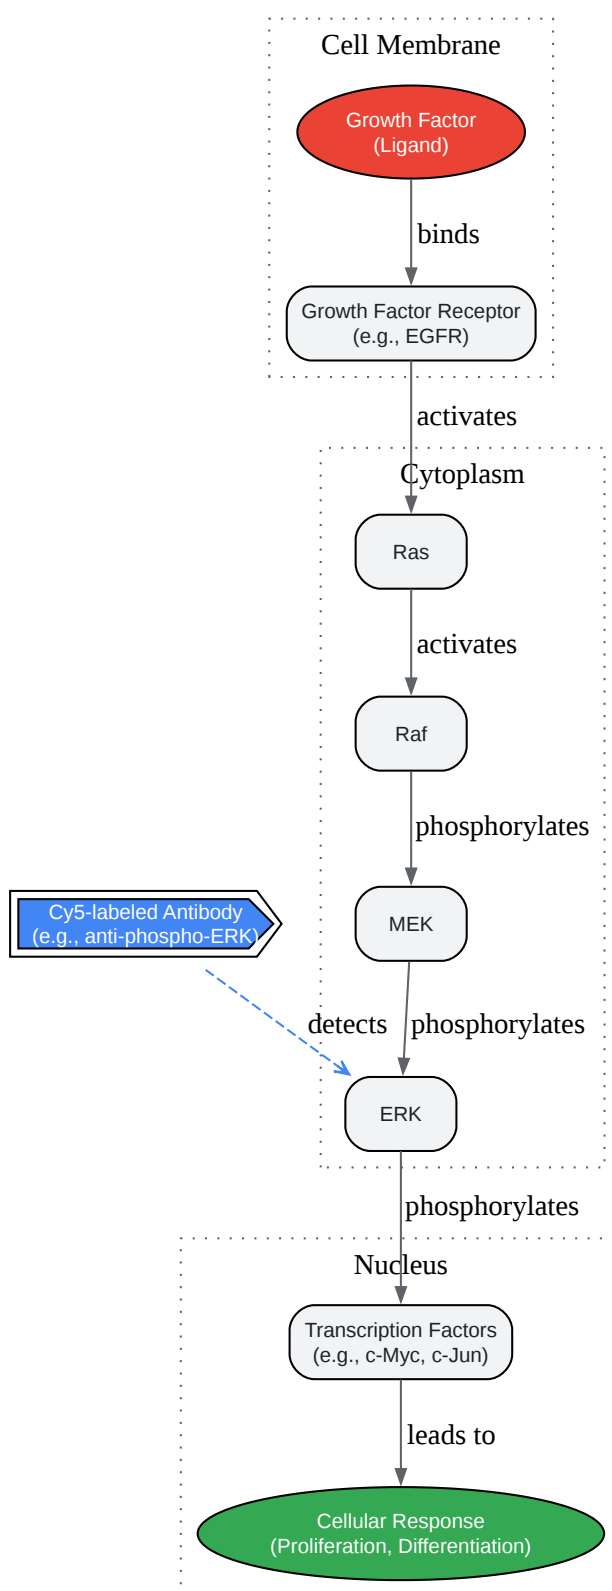 Cell Membrane
Growth Factor
(Ligand)
binds
Growth Factor Receptor
(e.g., EGFR)
activates
Cytoplasm
Ras
activates
Raf
phosphorylates
MEK
Cy5-labeled Antibody
(e.g., anti-phospho-ERK)
detects
phosphorylates
ERK
phosphorylates
Nucleus
Transcription Factors
(e.g., c-Myc, c-Jun)
leads to
Cellular Response
(Proliferation, Differentiation)